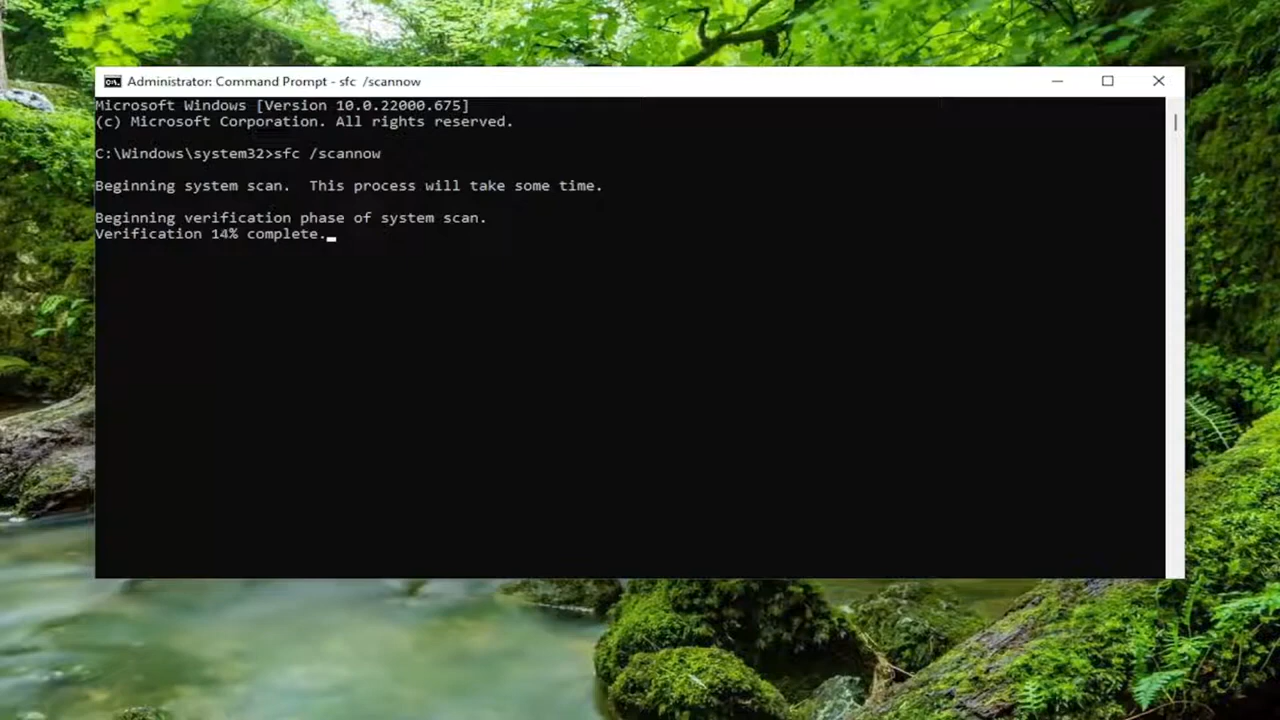 Administrator: Command Prompt - sfc  /scannow
Microsoft Windows [Version 10.0.22000.675]
(c) Microsoft Corporation. All rights reserved.
C:\Windows\system32>sfc /scannow
Beginning system scan.  This process will take some time.
Beginning verification phase of system scan.
Verification 14% complete.